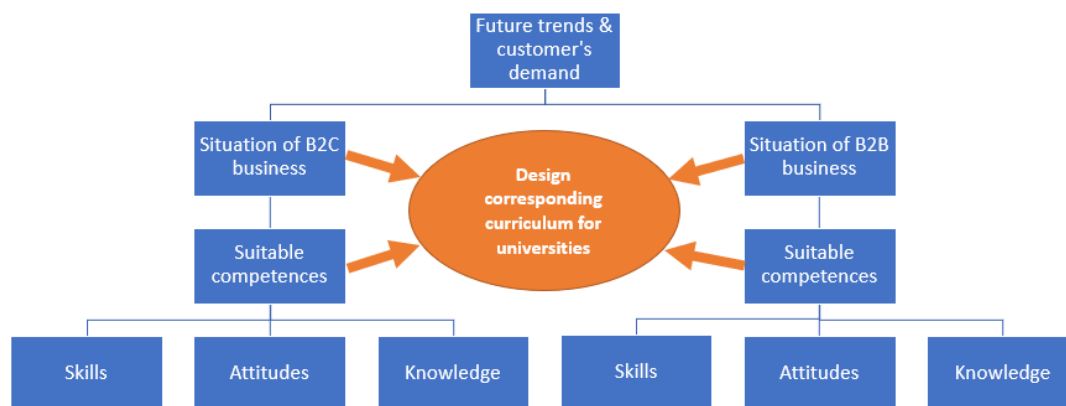 Future trends &
customer's
demand
Situation of B2C
business
Situation of B2B
business
Design
corresponding
curriculum for
universities
Suitable
competences
Suitable
competences
Skills
Attitudes
Knowledge
Skills
Attitudes
Knowledge